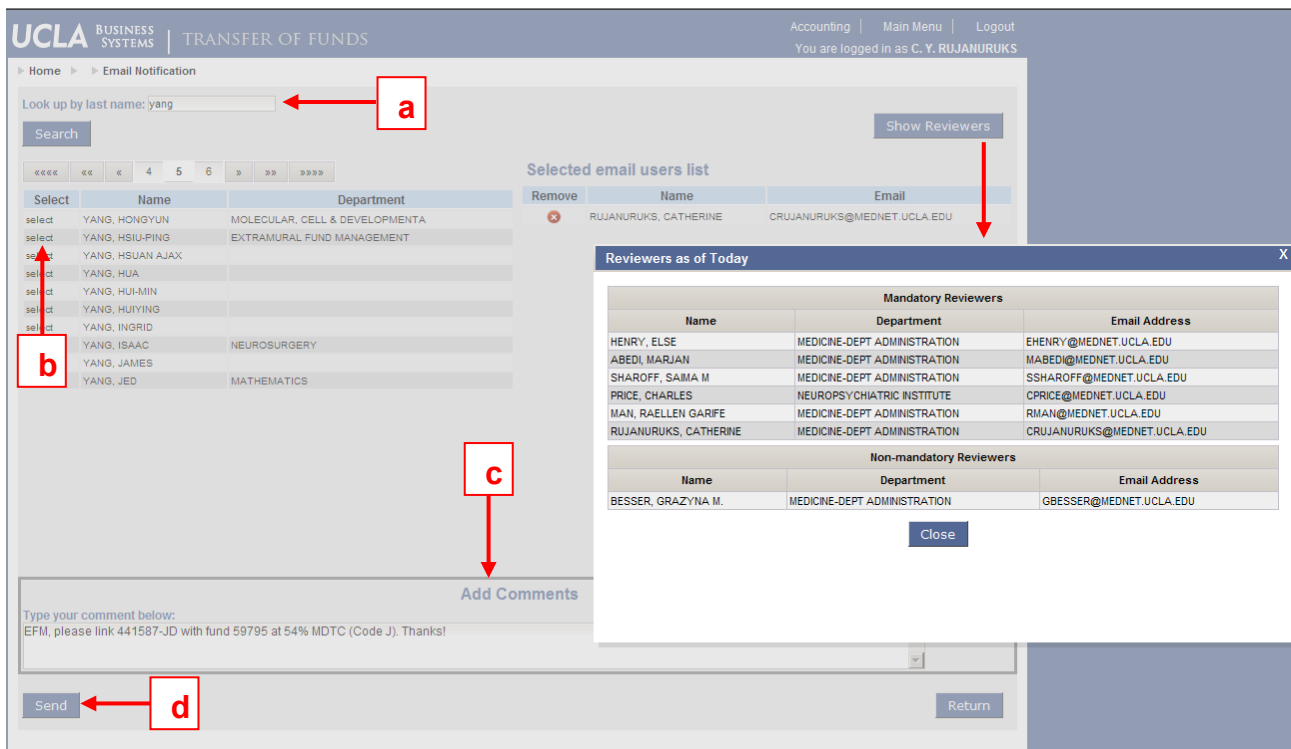 UCLA BUSINESS SYSTEMS | TRANSFER OF FUNDS
Accounting | Main Menu | Logout
You are logged in as C. Y. RUJANURUKS
Home Email Notification
Look up by last name: yang
a
Search
Show Reviewers
«««« «« « 4 5 6 » »» »»»»
Select Name Department
select YANG, HONGYUN MOLECULAR, CELL & DEVELOPMENTA
select YANG, HSIU-PING EXTRAMURAL FUND MANAGEMENT
select YANG, HSUAN AJAX
select YANG, HUA
select YANG, HUI-MIN
select YANG, HUIYING
select YANG, INGRID
YANG, ISAAC NEUROSURGERY
YANG, JAMES
YANG, JED MATHEMATICS
b
Selected email users list
Remove Name Email
RUJANURUKS, CATHERINE CRUJANURUKS@MEDNET.UCLA.EDU
Reviewers as of Today X
Mandatory Reviewers
Name Department Email Address
HENRY, ELSE MEDICINE-DEPT ADMINISTRATION EHENRY@MEDNET.UCLA.EDU
ABEDI, MARJAN MEDICINE-DEPT ADMINISTRATION MABEDI@MEDNET.UCLA.EDU
SHAROFF, SAIMA M MEDICINE-DEPT ADMINISTRATION SSHAROFF@MEDNET.UCLA.EDU
PRICE, CHARLES NEUROPSYCHIATRIC INSTITUTE CPRICE@MEDNET.UCLA.EDU
MAN, RAELLEN GARIFE MEDICINE-DEPT ADMINISTRATION RMAN@MEDNET.UCLA.EDU
RUJANURUKS, CATHERINE MEDICINE-DEPT ADMINISTRATION CRUJANURUKS@MEDNET.UCLA.EDU
Non-mandatory Reviewers
Name Department Email Address
BESSER, GRAZYNA M. MEDICINE-DEPT ADMINISTRATION GBESSER@MEDNET.UCLA.EDU
Close
c
Add Comments
Type your comment below:
EFM, please link 441587-JD with fund 59795 at 54% MDTC (Code J). Thanks!
Send
d
Return